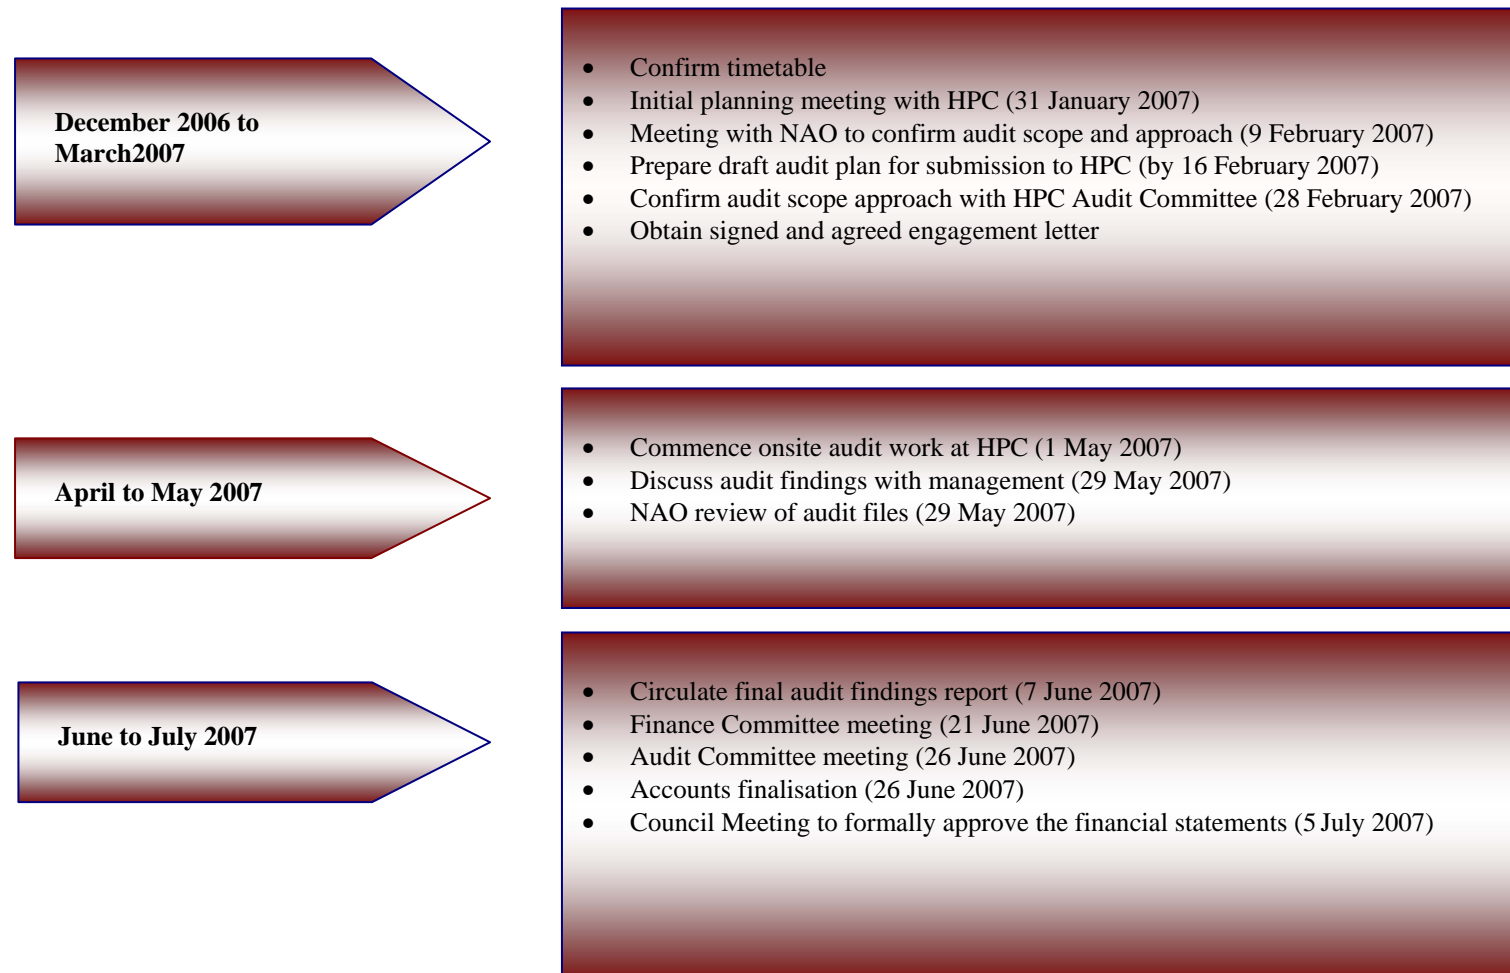 December 2006 to
March2007
• Confirm timetable
• Initial planning meeting with HPC (31 January 2007)
• Meeting with NAO to confirm audit scope and approach (9 February 2007)
• Prepare draft audit plan for submission to HPC (by 16 February 2007)
• Confirm audit scope approach with HPC Audit Committee (28 February 2007)
• Obtain signed and agreed engagement letter
April to May 2007
• Commence onsite audit work at HPC (1 May 2007)
• Discuss audit findings with management (29 May 2007)
• NAO review of audit files (29 May 2007)
June to July 2007
• Circulate final audit findings report (7 June 2007)
• Finance Committee meeting (21 June 2007)
• Audit Committee meeting (26 June 2007)
• Accounts finalisation (26 June 2007)
• Council Meeting to formally approve the financial statements (5 July 2007)